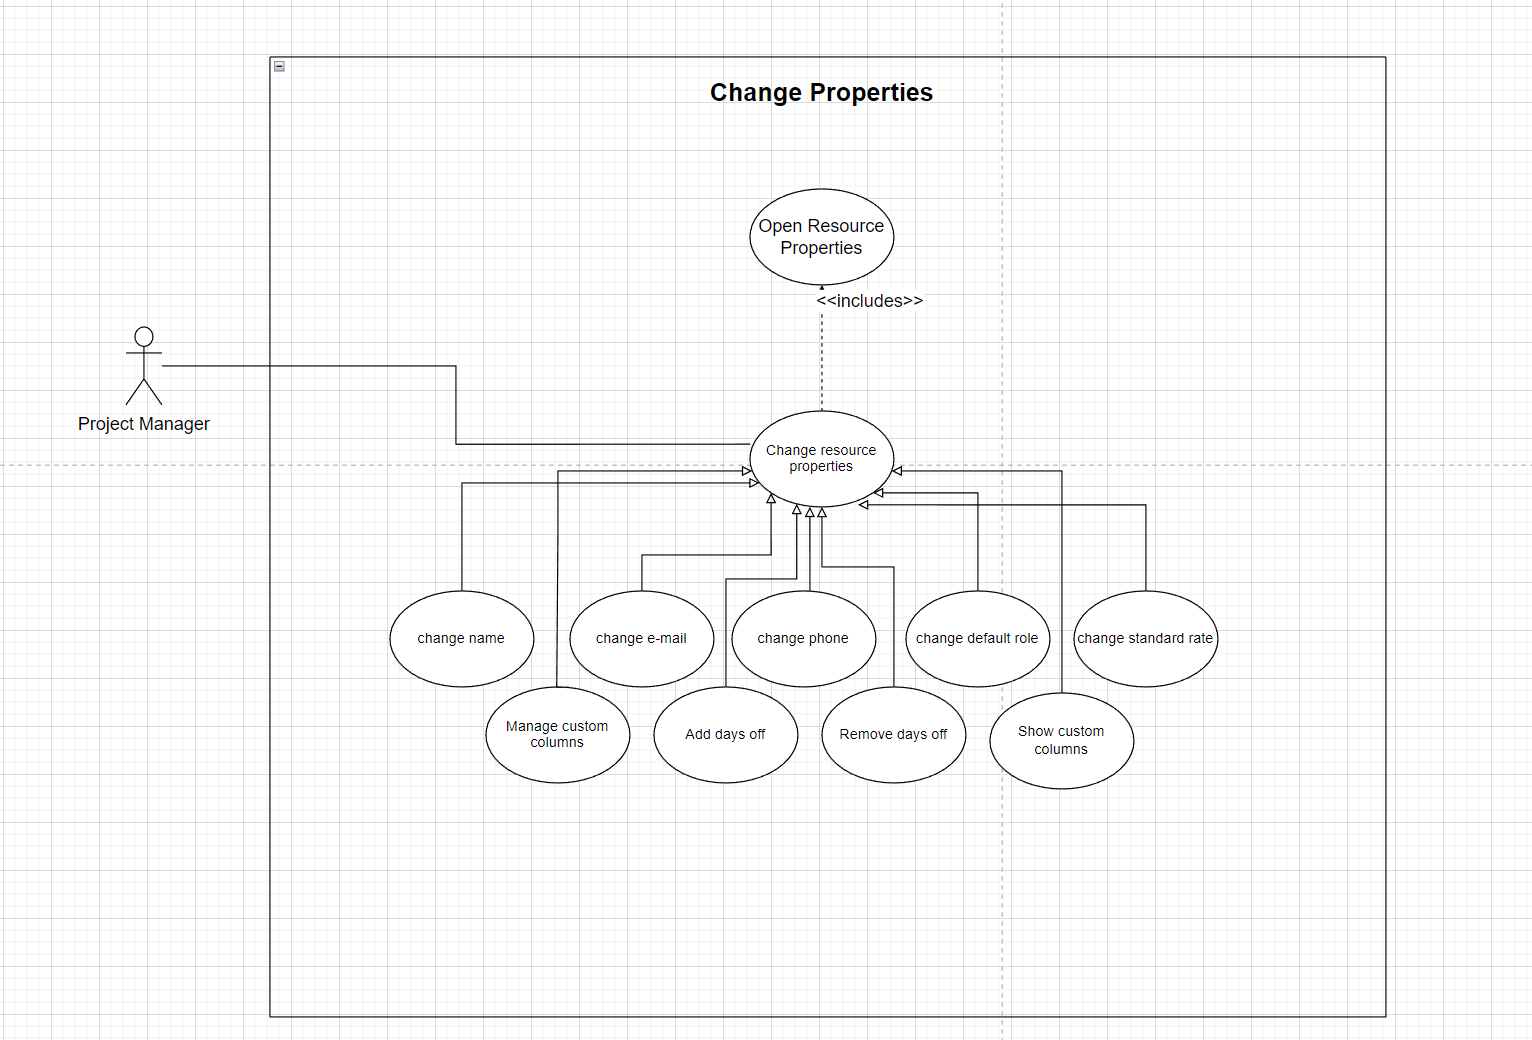 Change Properties
Open Resource
Properties
<<includes>>
Project Manager
Change resource
properties
change name
change e-mail
change phone
change default role
change standard rate
Manage custom
columns
Add days off
Remove days off
Show custom
columns